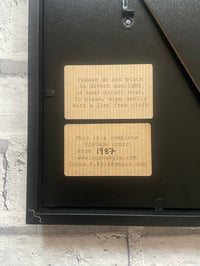 Please do not place
in direct sunlight
or near direct heat.
To clean, wipe gently
with a lint free cloth
This is a complete
Vintage comic
From 1987